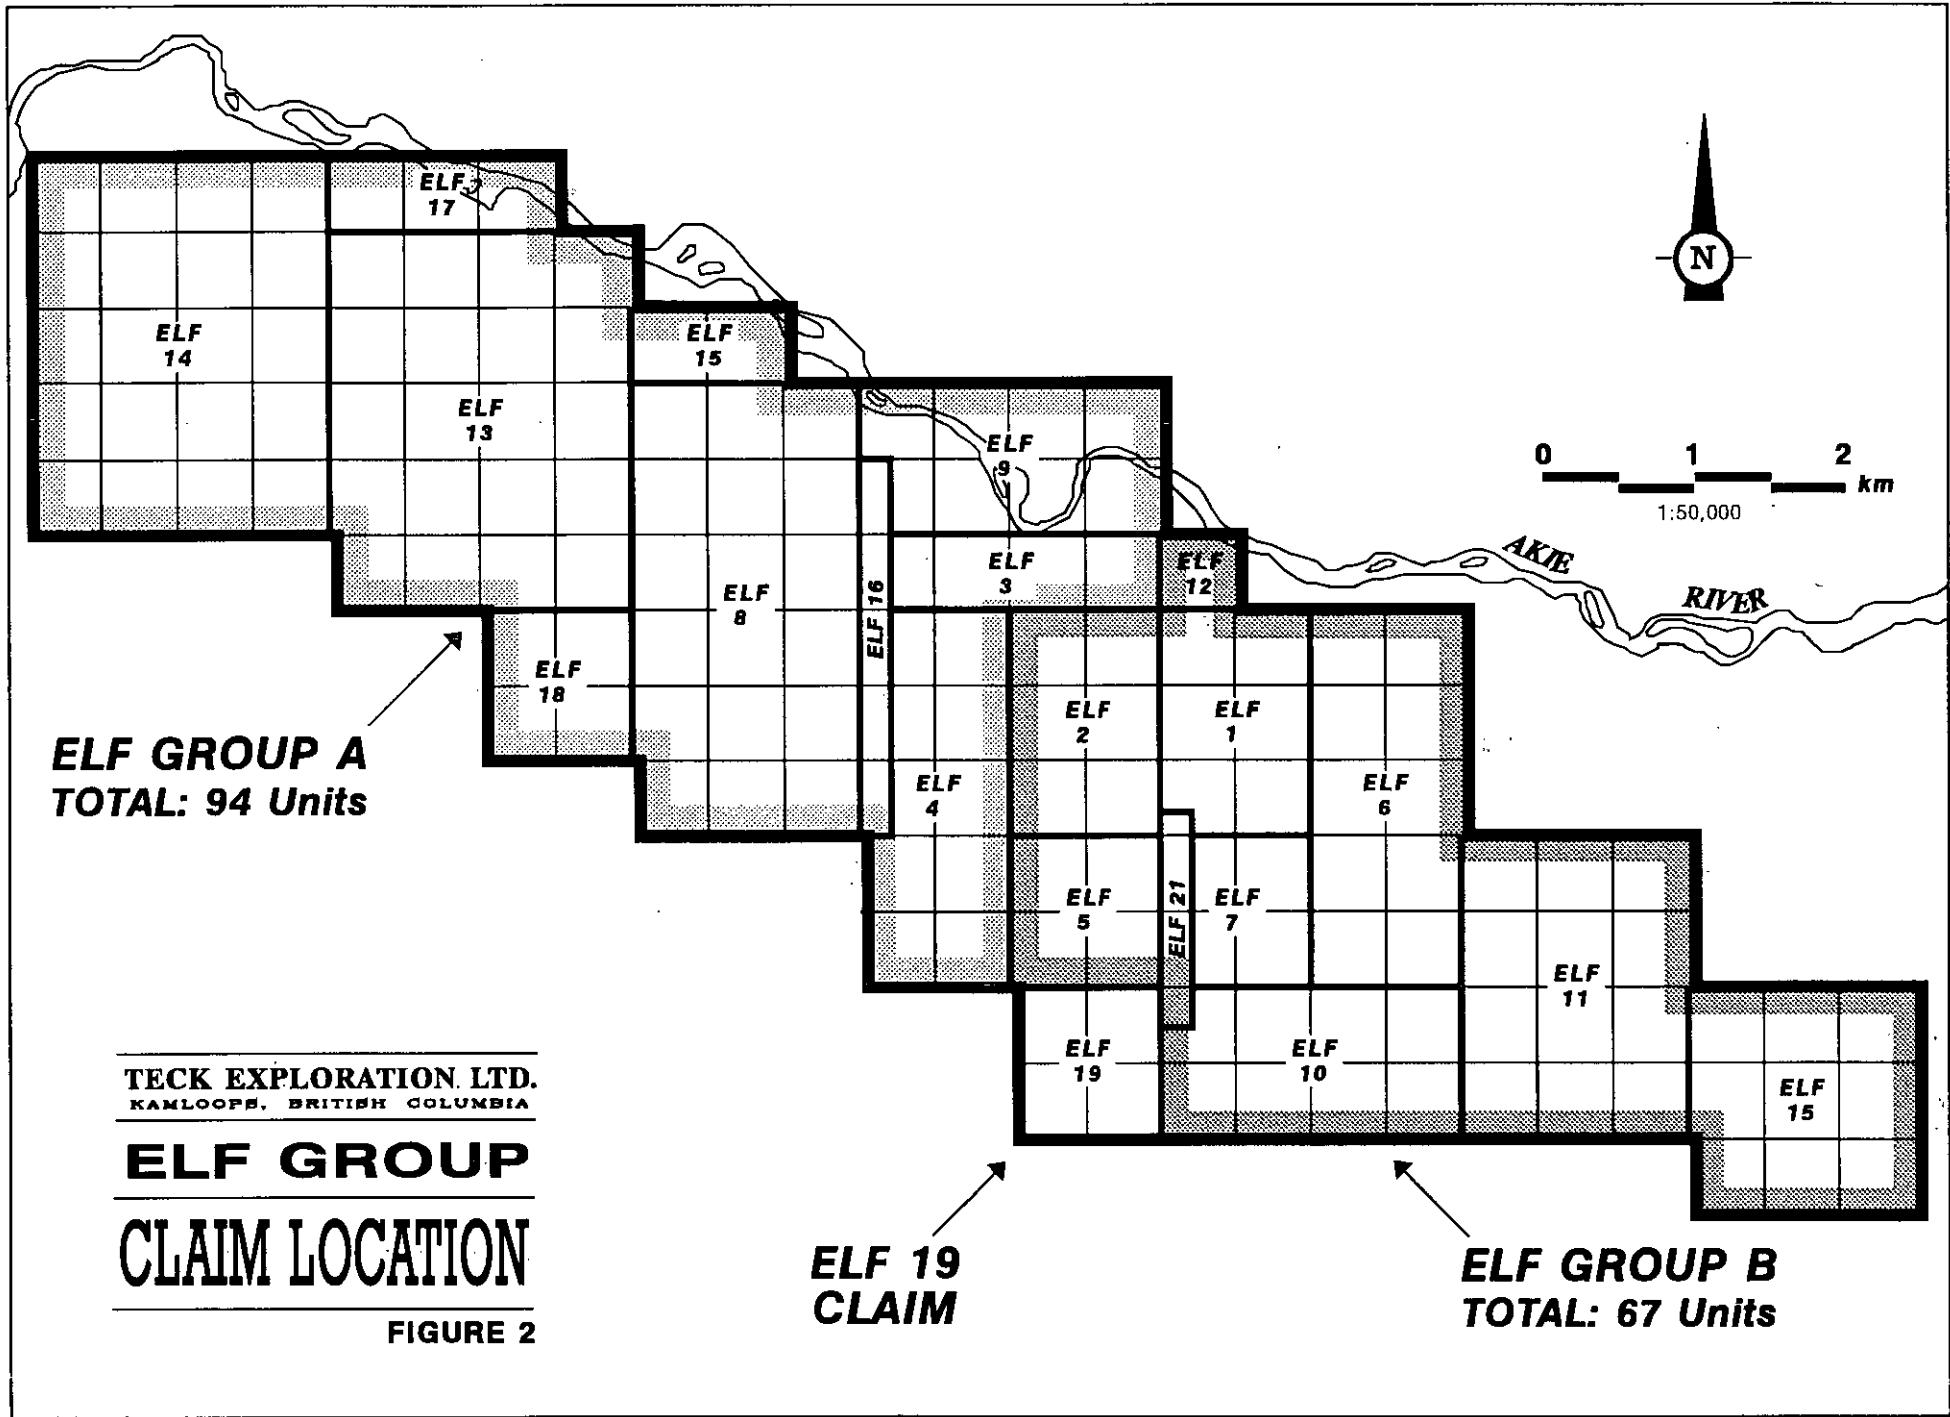 ELF
17
N
ELF
14
ELF
15
ELF
13
ELF
9
0 1 2
km
1:50,000
AKIE
RIVER
ELF
3
ELF
12
ELF
8
ELF 16
ELF
18
ELF
2
ELF
1
ELF GROUP A
TOTAL: 94 Units
ELF
4
ELF
6
ELF
5
ELF 21
ELF
7
ELF
11
ELF
19
ELF
10
ELF
15
TECK EXPLORATION LTD.
KAMLOOPS, BRITISH COLUMBIA
ELF GROUP
CLAIM LOCATION
FIGURE 2
ELF 19
CLAIM
ELF GROUP B
TOTAL: 67 Units